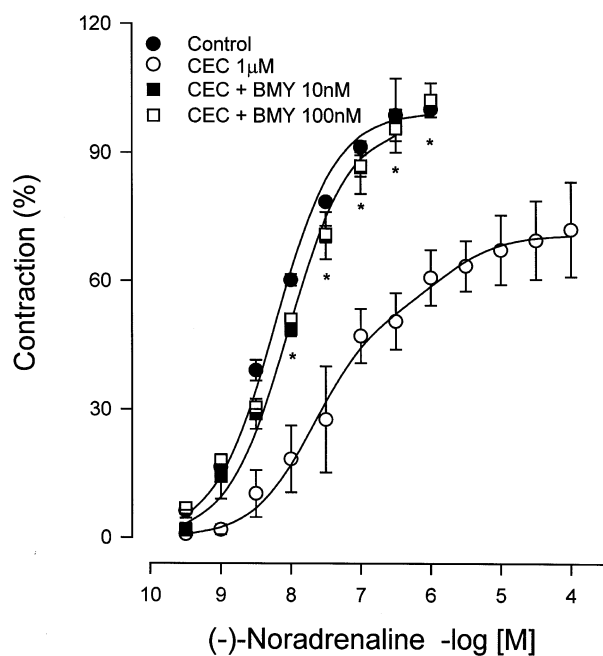 120
90
60
30
0
Contraction (%)
Control
CEC 1µM
CEC + BMY 10nM
CEC + BMY 100nM
*
*
*
*
*
10 9 8 7 6 5 4
(-)-Noradrenaline -log [M]